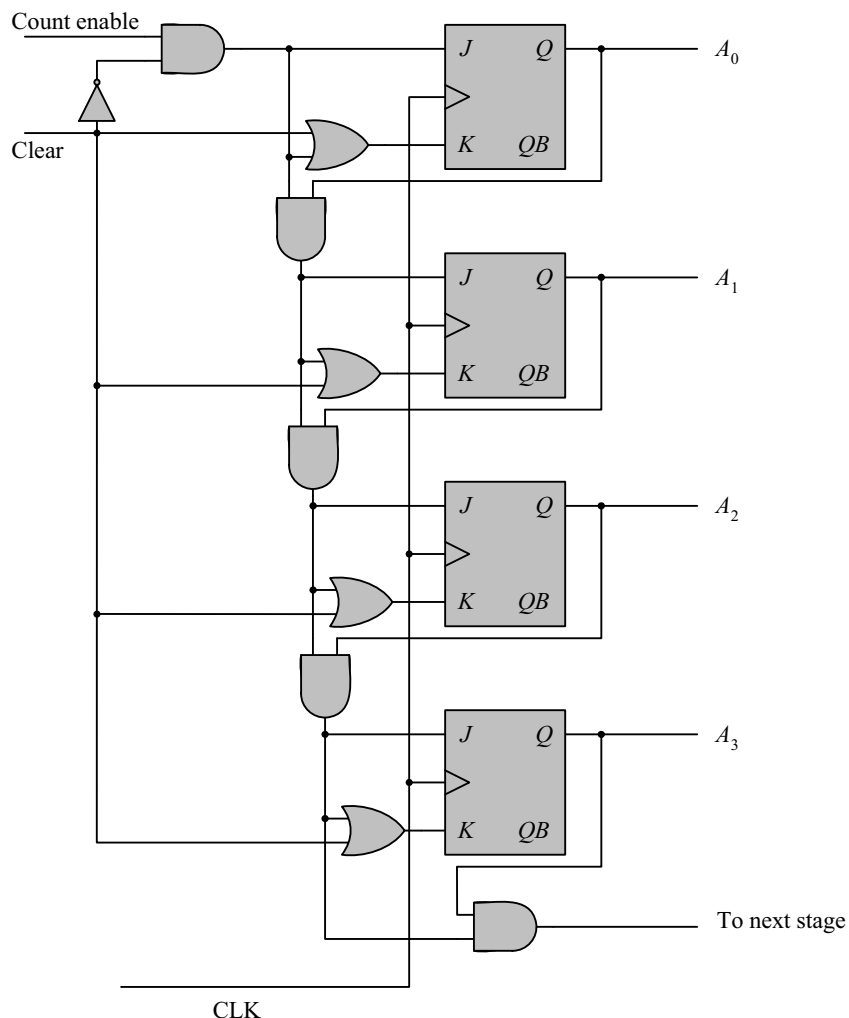 Count enable
J Q A0
Clear
K QB
J Q A1
K QB
J Q A2
K QB
J Q A3
K QB
To next stage
CLK